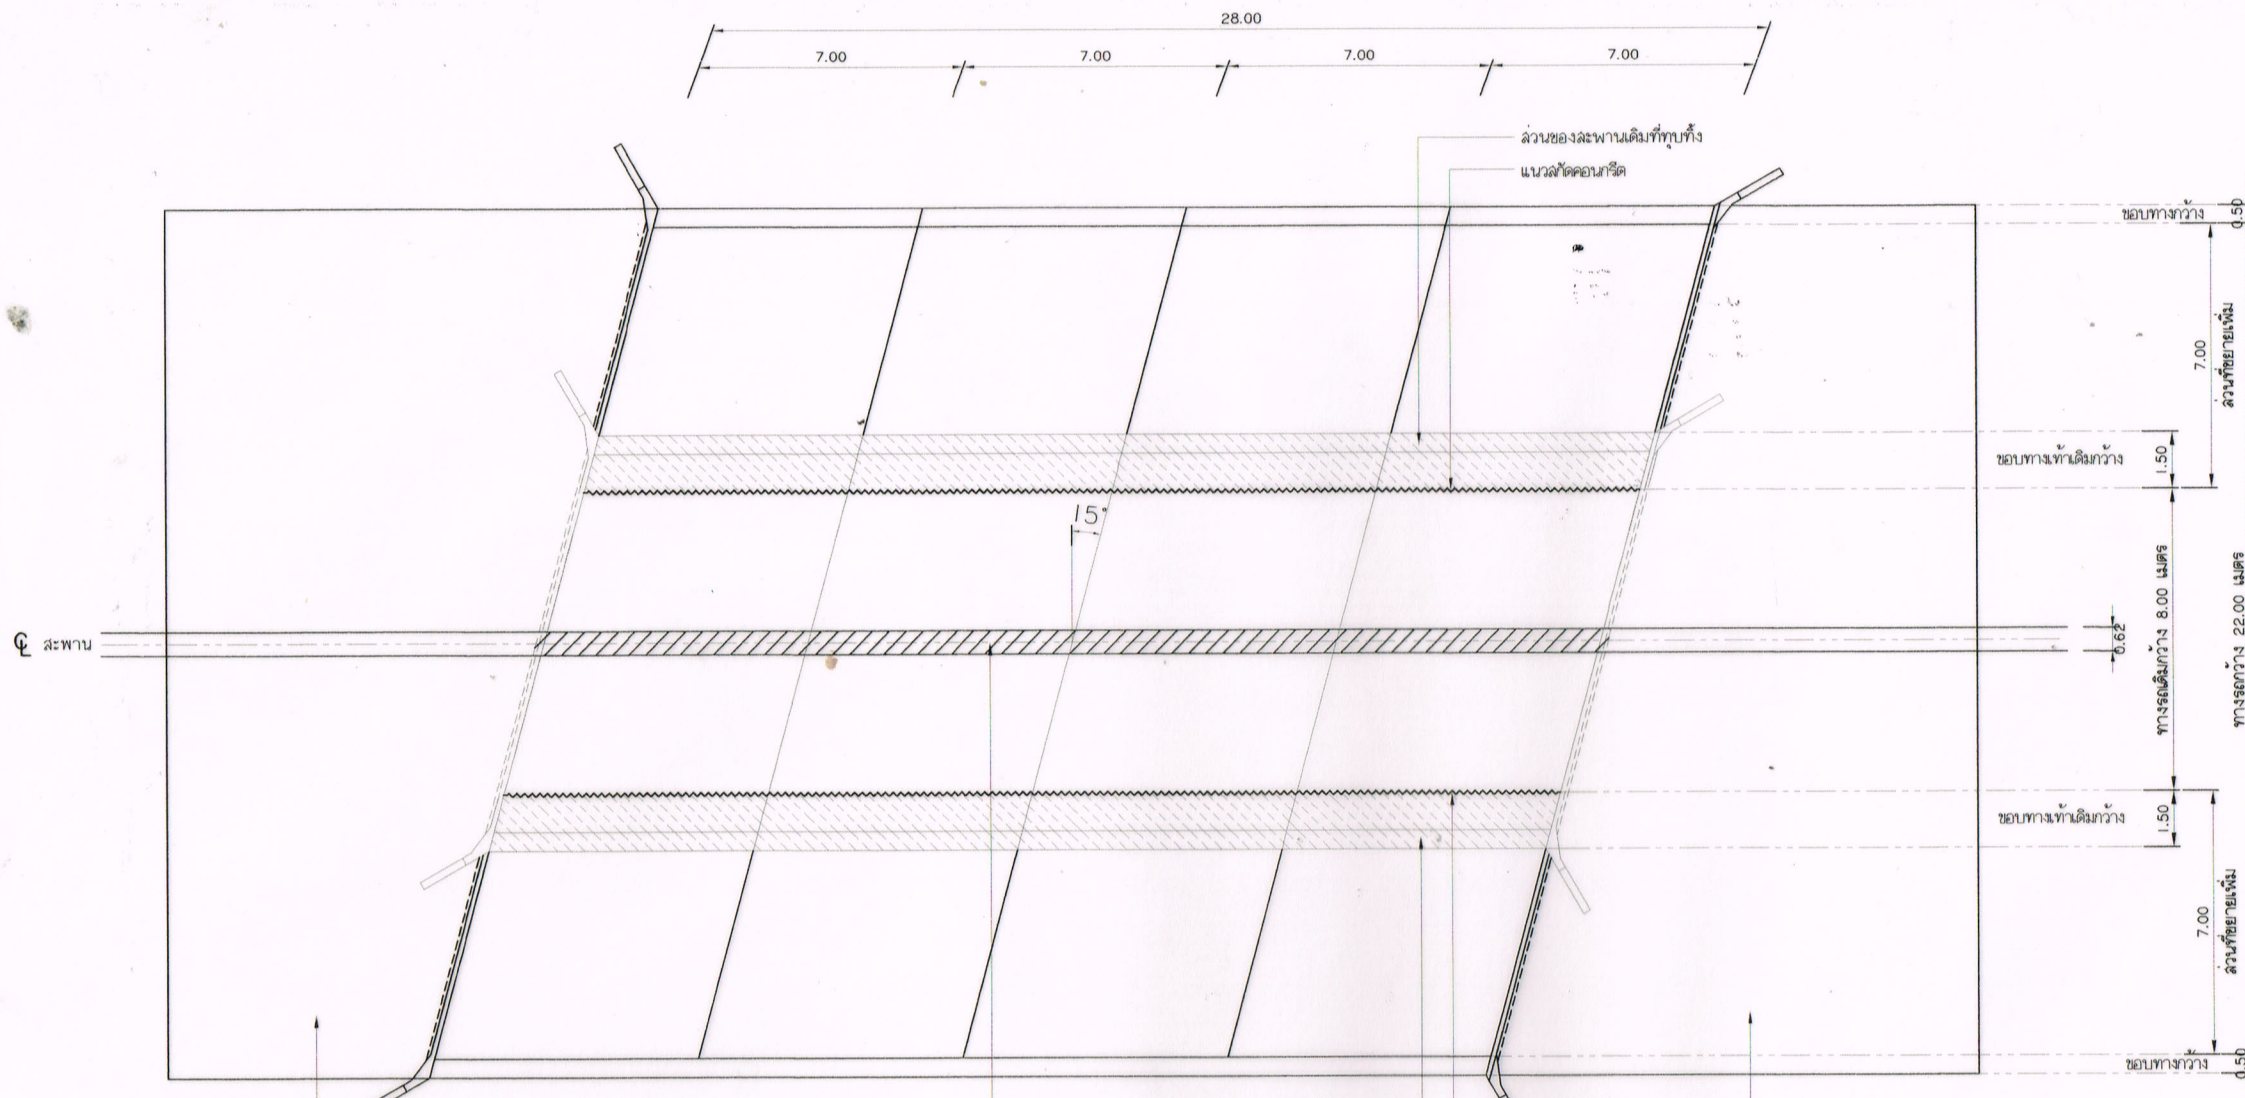 28.00
7.00 7.00 7.00 7.00
ส่วนของสะพานเดิมที่ทุบทิ้ง
แนวสกัดคอนกรีต
ขอบทางกว้าง 0.50
7.00 ส่วนที่ขยายเพิ่ม
ขอบทางเท้าเดิมกว้าง 1.50
15°
℄ สะพาน
0.62
ทางรถเดิมกว้าง 8.00 เมตร
ทางรถกว้าง 22.00 เมตร
ขอบทางเท้าเดิมกว้าง 1.50
7.00 ส่วนที่ขยายเพิ่ม
ขอบทางกว้าง 0.50